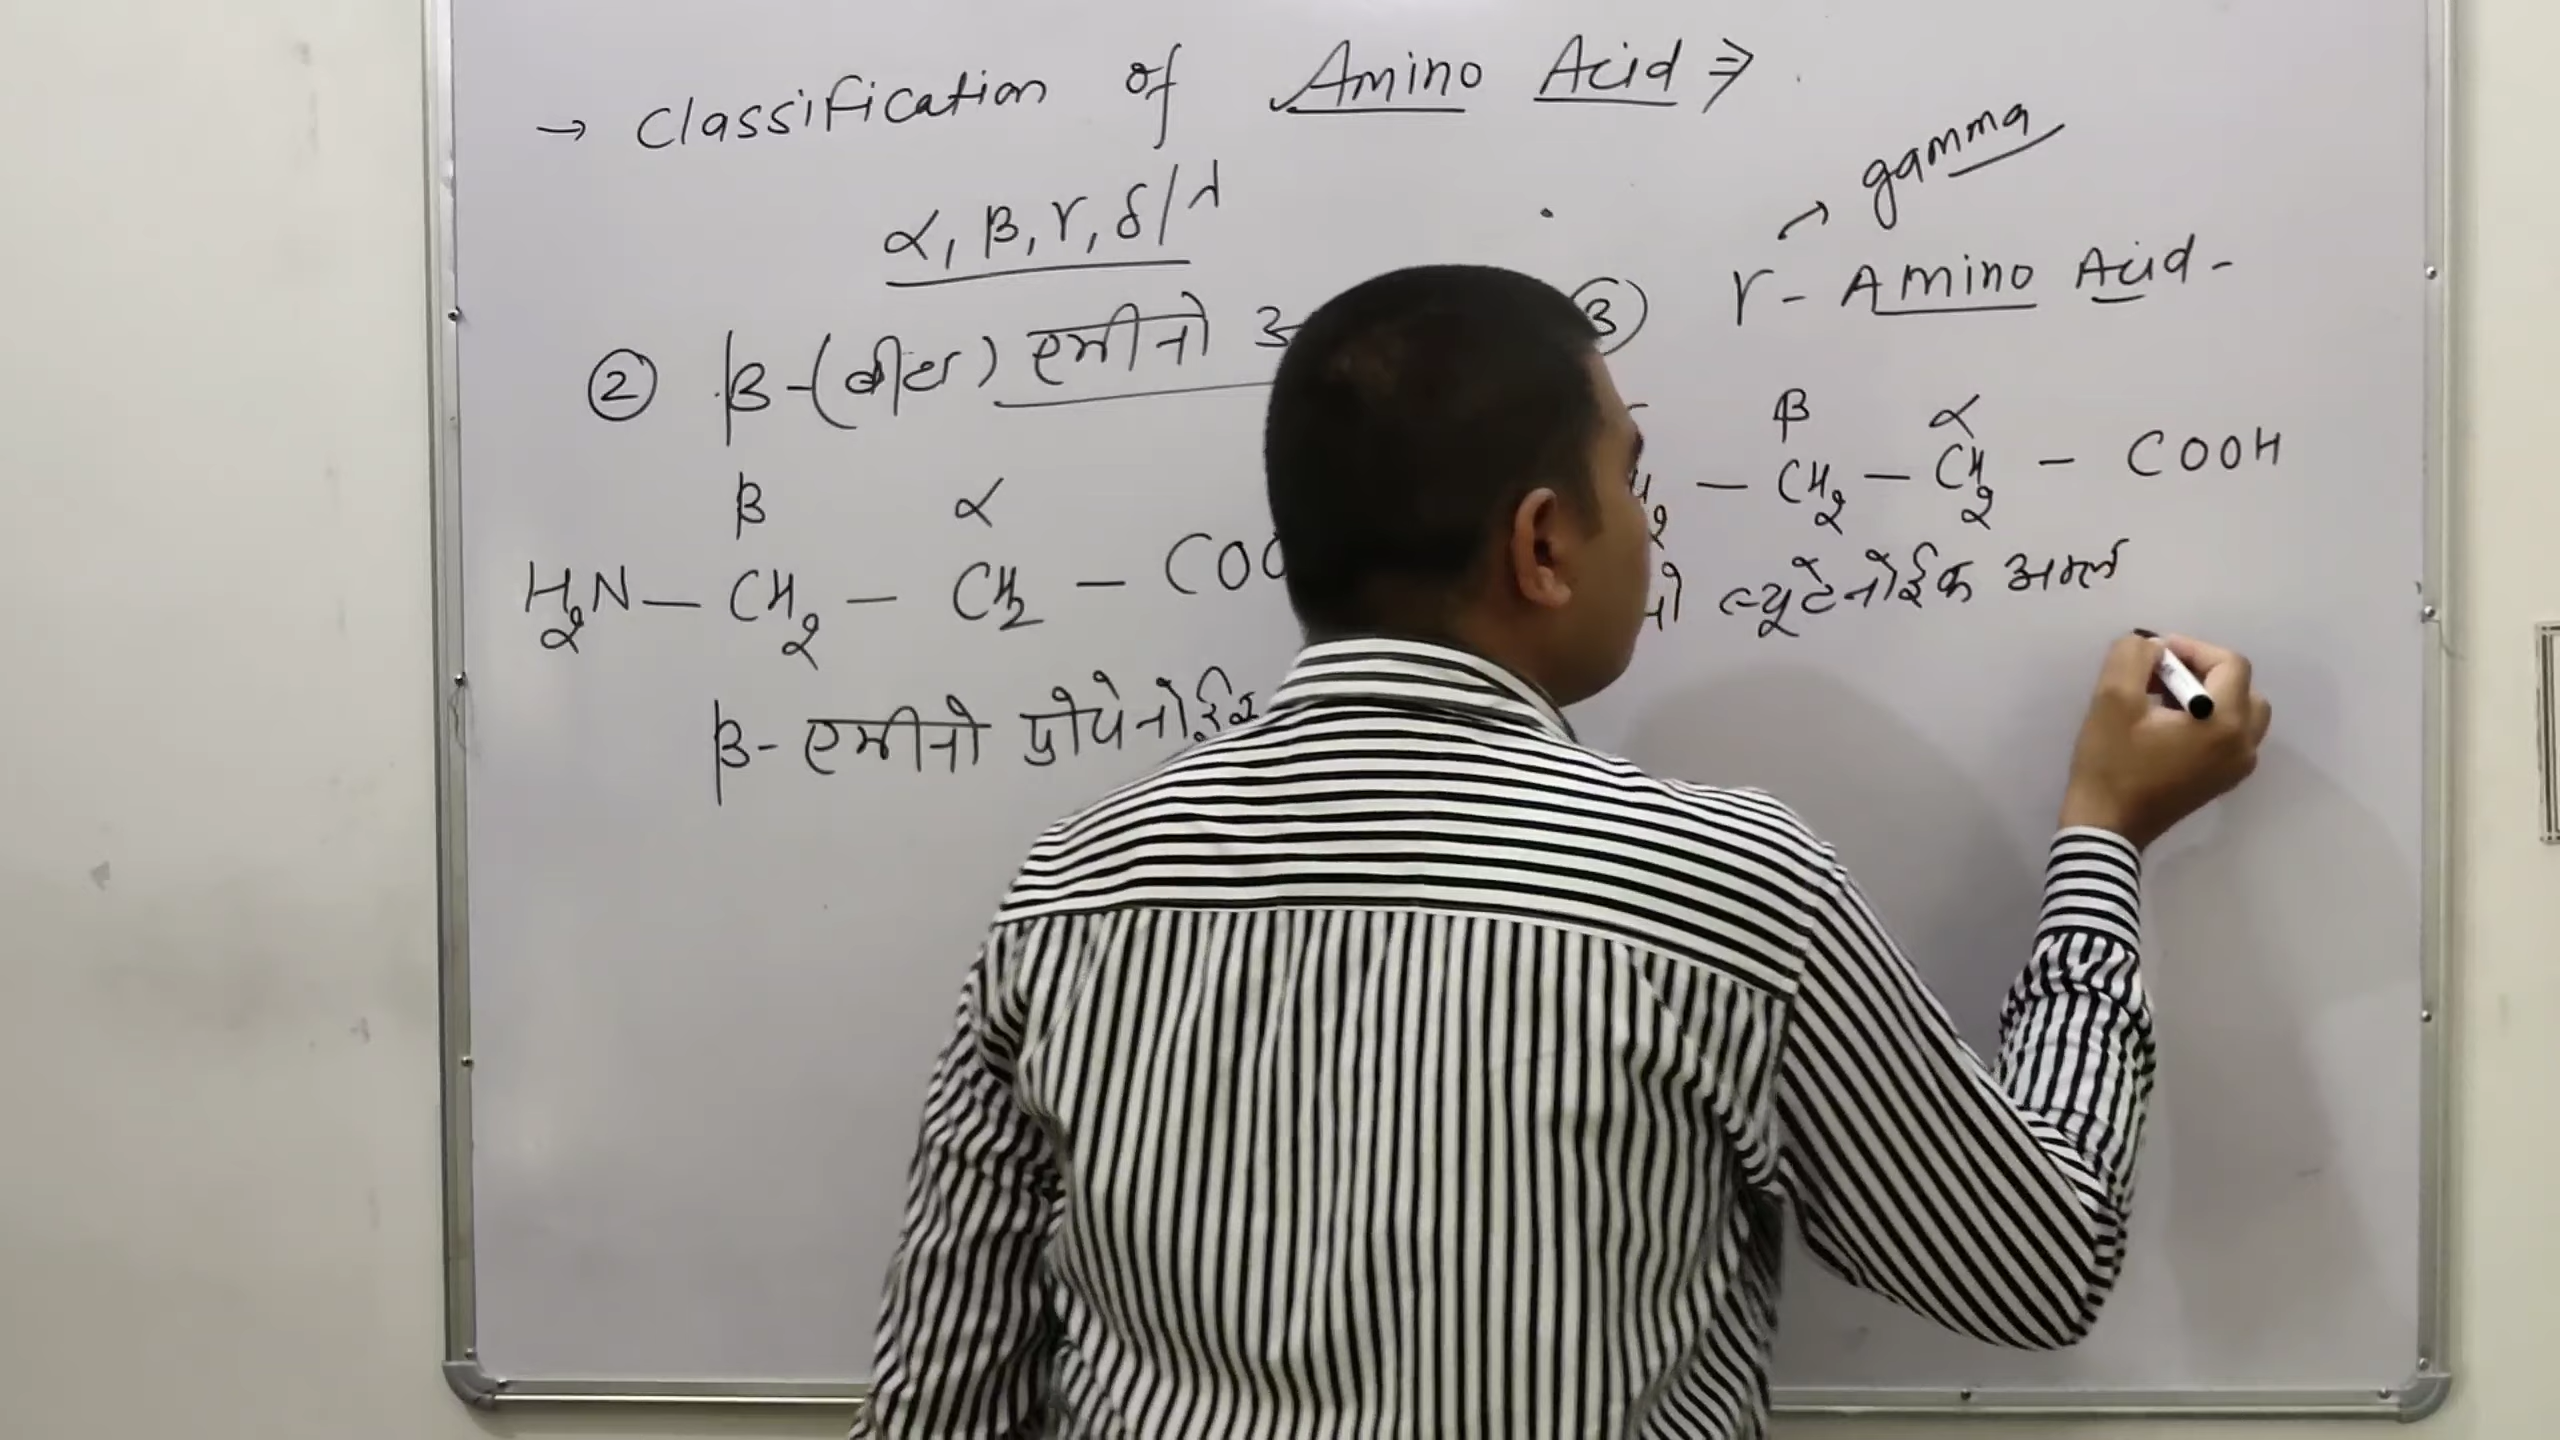 → Classification of Amino Acid ⇒
α, β, γ, δ/λ
② β-(बीटा) एमीनो अ
β α
H2N — CH2 — CH2 — COO
β- एमीनो प्रोपेनोईक
→ gamma
③ γ - Amino Acid -
β α
H2 — CH2 — CH2 — COOH
नो ब्यूटेनोईक अम्ल